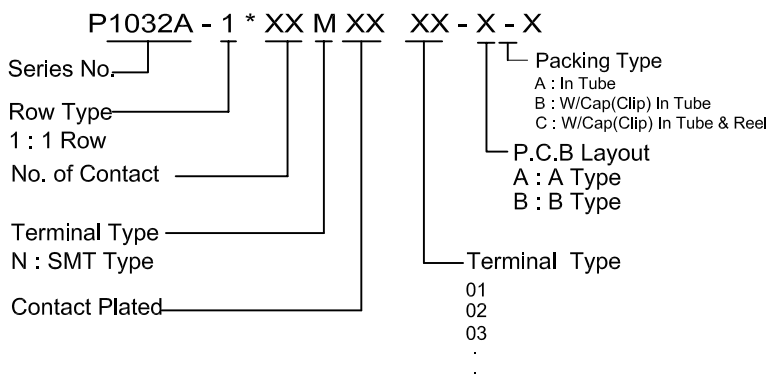 P1032A - 1 * XX M XX XX - X - X
Series No.
Row Type
1 : 1 Row
No. of Contact
Terminal Type
N : SMT Type
Contact Plated
Packing Type
A : In Tube
B : W/Cap(Clip) In Tube
C : W/Cap(Clip) In Tube & Reel
P.C.B Layout
A : A Type
B : B Type
Terminal Type
01
02
03
.
.